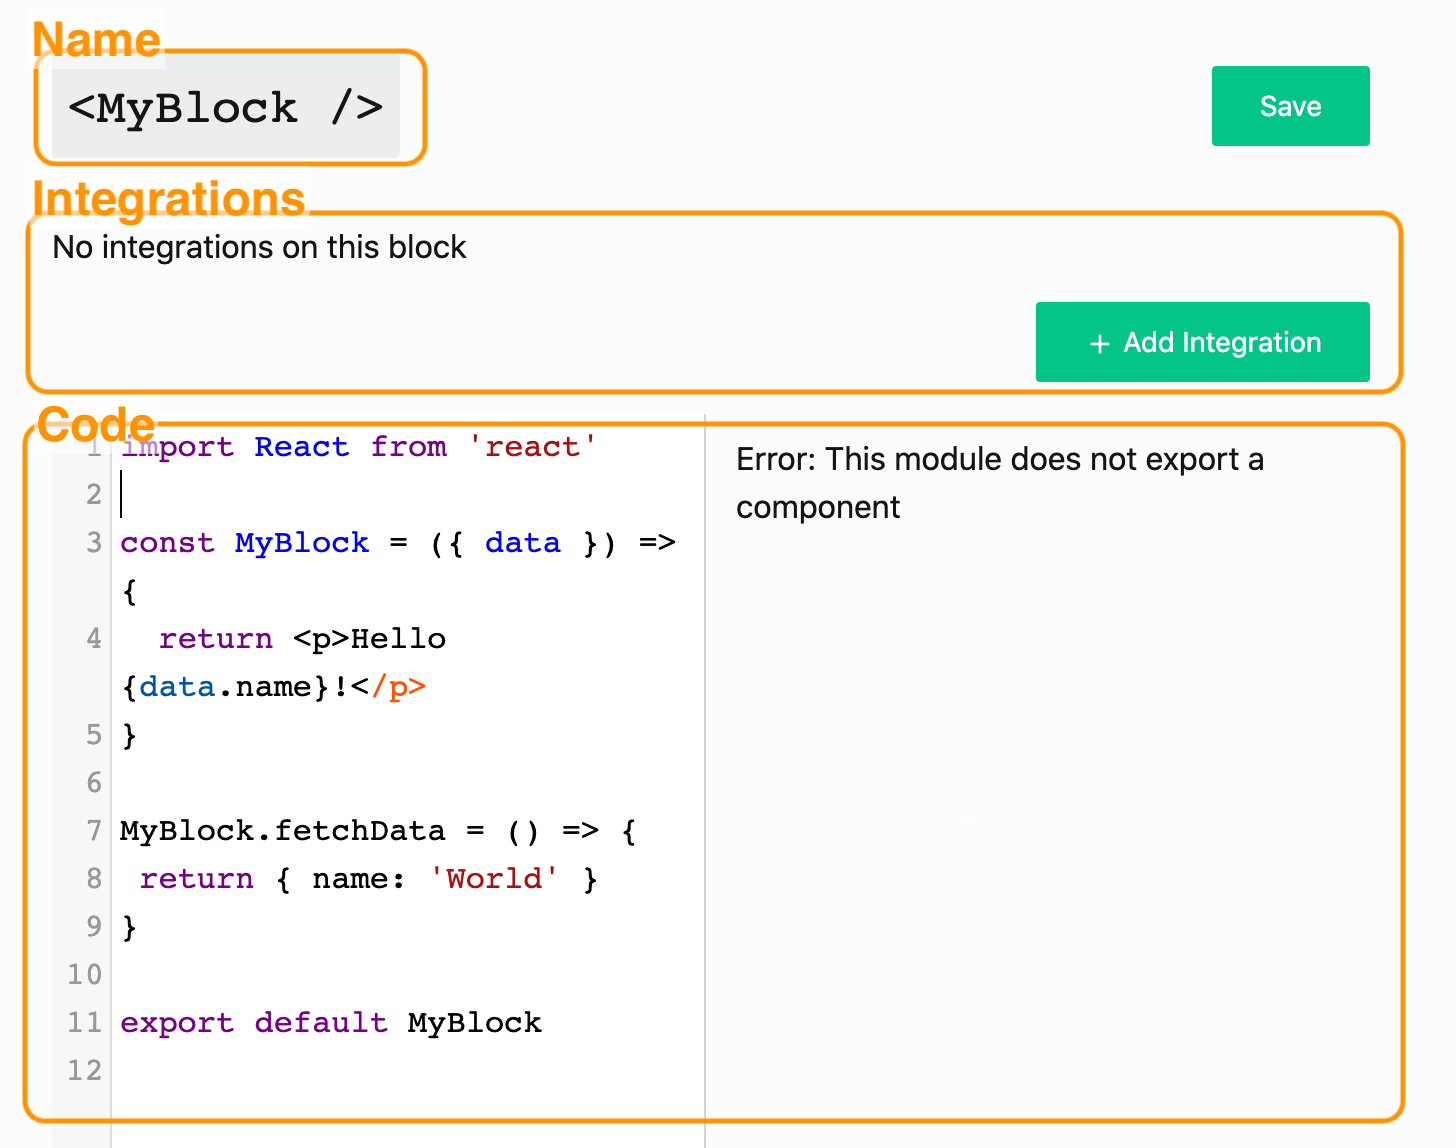 Name
<MyBlock />
Save
Integrations
No integrations on this block
+ Add Integration
Code
1 import React from 'react'
2
3 const MyBlock = ({ data }) =>
{
4 return <p>Hello
{data.name}!</p>
5 }
6
7 MyBlock.fetchData = () => {
8 return { name: 'World' }
9 }
10
11 export default MyBlock
12
Error: This module does not export a
component